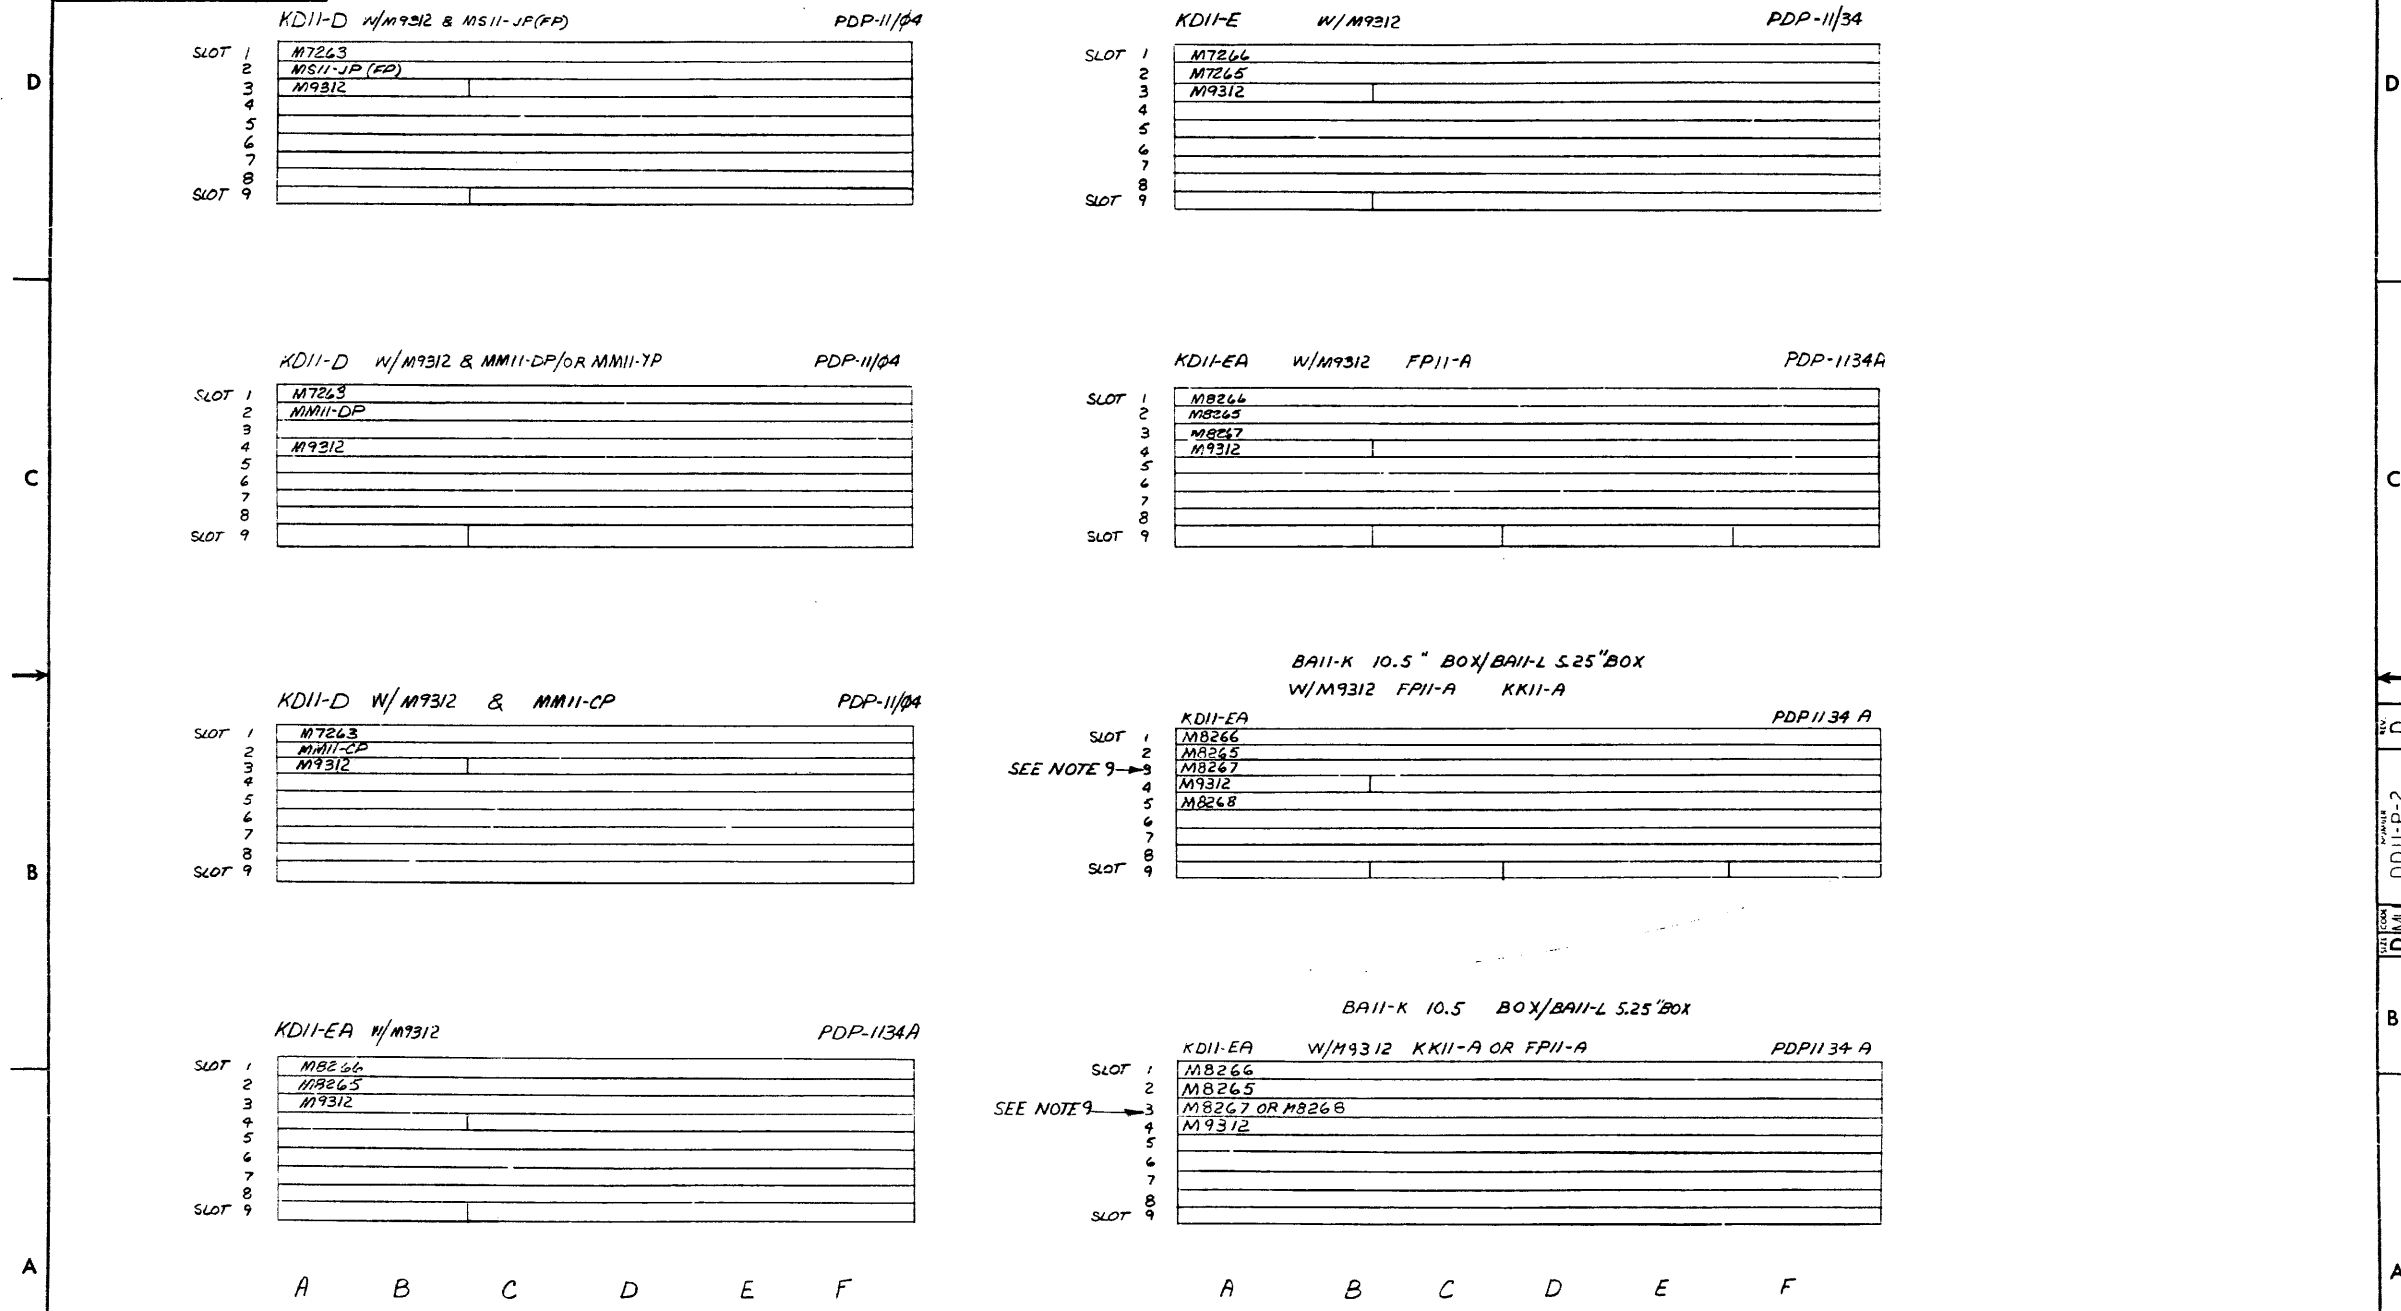 KD11-D W/M9312 & MS11-JP(FP) PDP-11/Ø4
SLOT 1 M7263
2 MS11-JP (FP)
3 M9312
4
5
6
7
8
SLOT 9
KD11-E W/M9312 PDP-11/34
SLOT 1 M7266
2 M7265
3 M9312
4
5
6
7
8
SLOT 9
KD11-D W/M9312 & MM11-DP/OR MM11-YP PDP-11/Ø4
SLOT 1 M7263
2 MM11-DP
3
4 M9312
5
6
7
8
SLOT 9
KD11-EA W/M9312 FP11-A PDP-1134A
SLOT 1 M8266
2 M8265
3 M8267
4 M9312
5
6
7
8
SLOT 9
KD11-D W/M9312 & MM11-CP PDP-11/Ø4
SLOT 1 M7263
2 MM11-CP
3 M9312
4
5
6
7
8
SLOT 9
BA11-K 10.5" BOX/BA11-L 5.25"BOX
W/M9312 FP11-A KK11-A
KD11-EA PDP1134 A
SLOT 1 M8266
2 M8265
SEE NOTE 9 3 M8267
4 M9312
5 M8268
6
7
8
SLOT 9
KD11-EA W/M9312 PDP-1134A
SLOT 1 M8266
2 M8265
3 M9312
4
5
6
7
8
SLOT 9
BA11-K 10.5 BOX/BA11-L 5.25"BOX
KD11-EA W/M9312 KK11-A OR FP11-A PDP1134 A
SLOT 1 M8266
2 M8265
SEE NOTE 9 3 M8267 OR M8268
4 M9312
5
6
7
8
SLOT 9
A B C D E F
A B C D E F
D
C
B
A
D
C
B
A
REV.
NUMBER DD11-P-2
SIZE CODE
D